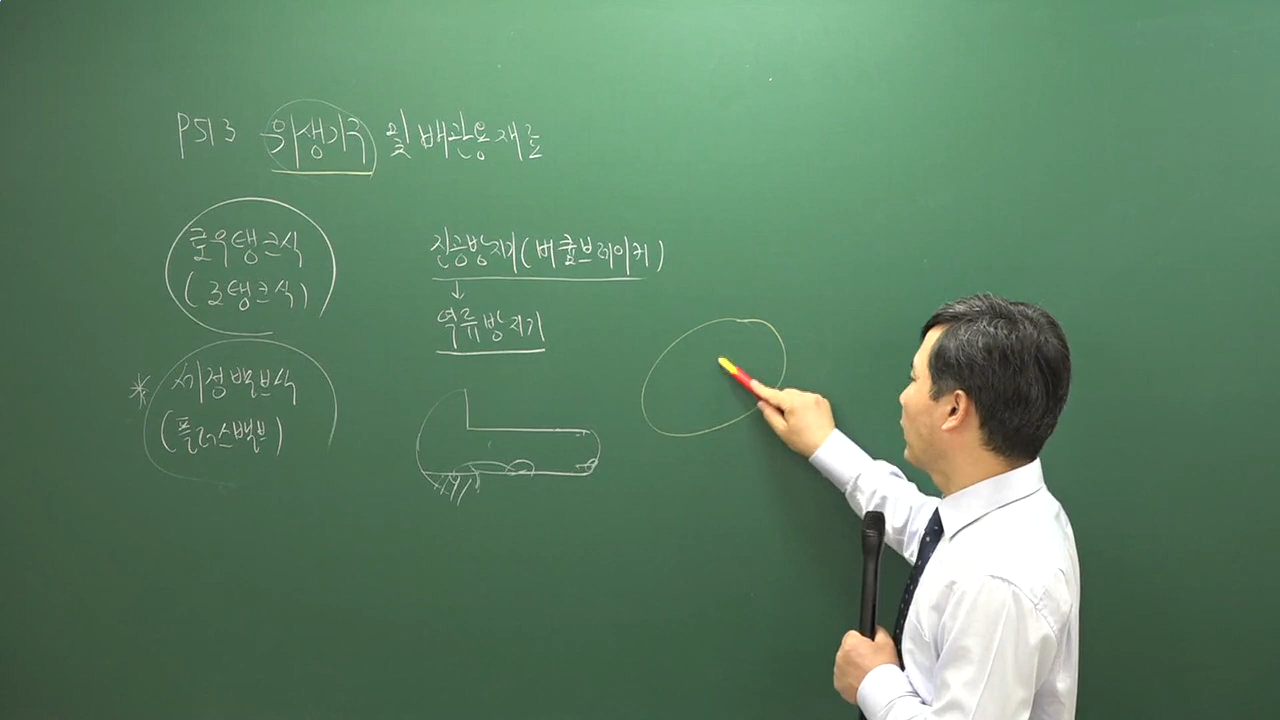 P513 위생기구 및 배관용재료
로우탱크식
(로탱크식)
진공방지기(버큠브레이커)
역류방지기
* 세정밸브식
(플러스밸브)